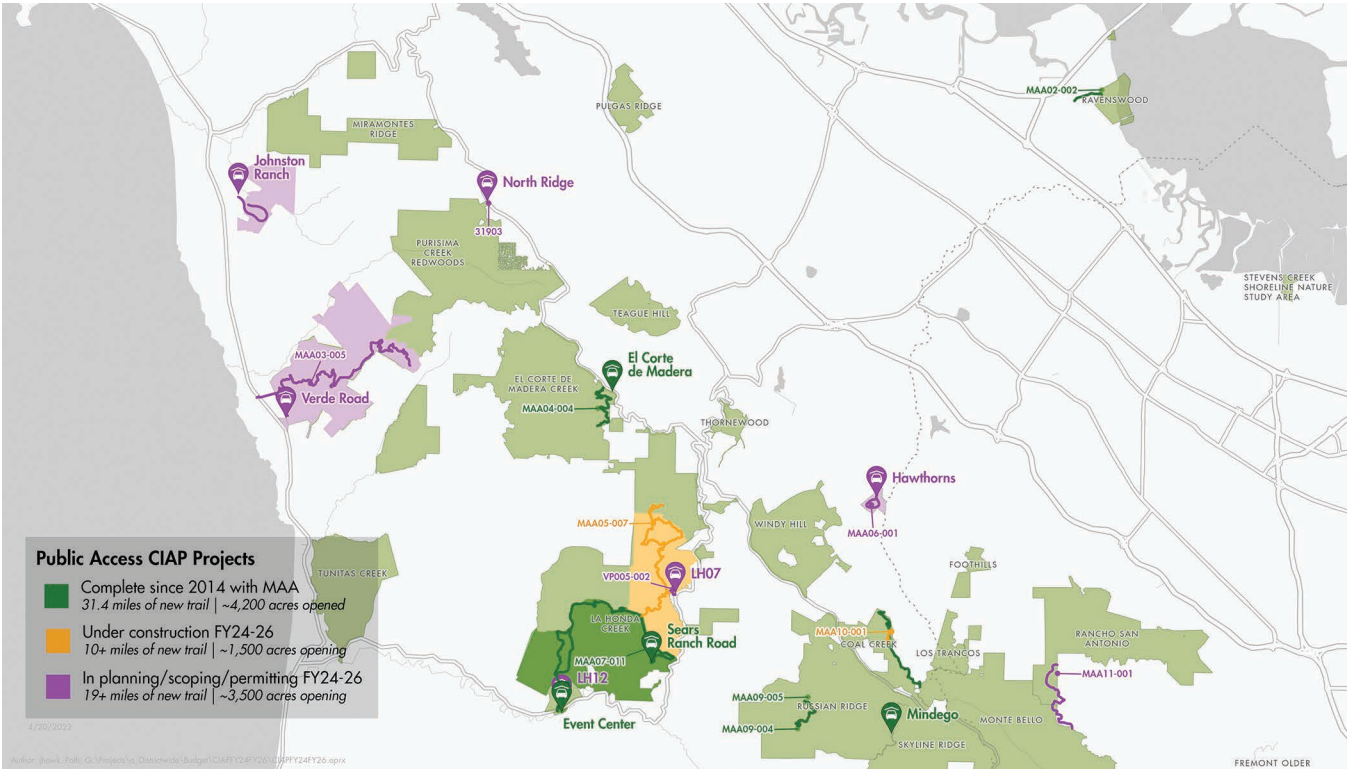 MAA02-002
RAVENSWOOD
PULGAS RIDGE
MIRAMONTES
RIDGE
Johnston
Ranch
North Ridge
31903
PURISIMA
CREEK
REDWOODS
STEVENS CREEK
SHORELINE NATURE
STUDY AREA
TEAGUE HILL
MAA03-005
Verde Road
El Corte
de Madera
EL CORTE DE
MADERA CREEK
MAA04-004
THORNEWOOD
Hawthorns
MAA06-001
MAA05-007
WINDY HILL
VP005-002
LH07
FOOTHILLS
TUNITAS CREEK
LA HONDA
CREEK
Sears
Ranch Road
MAA07-011
LH12
Event Center
MAA10-001
COAL CREEK
LOS TRANCOS
RANCHO SAN
ANTONIO
MAA11-001
MAA09-005
RUSSIAN RIDGE
MAA09-004
Mindego
MONTE BELLO
SKYLINE RIDGE
FREMONT OLDER
Public Access CIAP Projects
Complete since 2014 with MAA
31.4 miles of new trail | ~4,200 acres opened
Under construction FY24-26
10+ miles of new trail | ~1,500 acres opening
In planning/scoping/permitting FY24-26
19+ miles of new trail | ~3,500 acres opening
4/20/2023